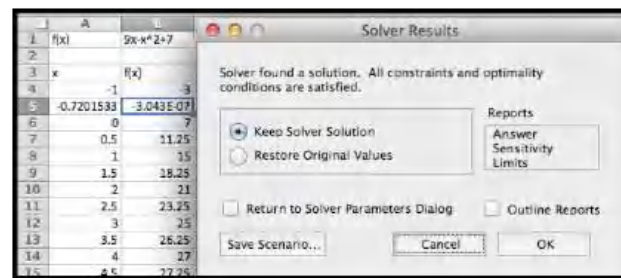 A
1 f(x) 9x-x^2+7
2
3 x f(x)
4 -1 -3
5 -0.7201533 -3.043E-07
6 0 7
7 0.5 11.25
8 1 15
9 1.5 18.25
10 2 21
11 2.5 23.25
12 3 25
13 3.5 26.25
14 4 27
15 4.5 27.25
Solver Results
Solver found a solution. All constraints and optimality
conditions are satisfied.
Keep Solver Solution
Restore Original Values
Reports
Answer
Sensitivity
Limits
Return to Solver Parameters Dialog
Outline Reports
Save Scenario...
Cancel
OK